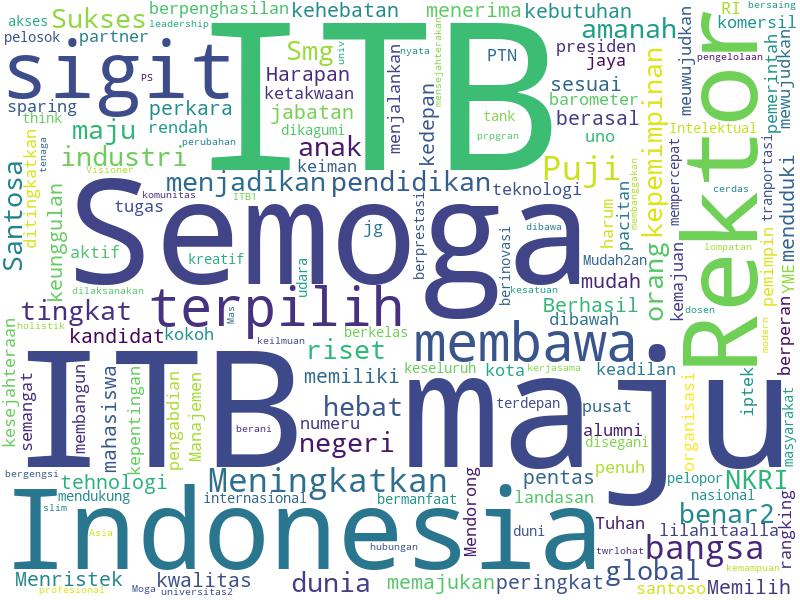 akses Sukses berpenghasilan kehebatan menerima kebutuhan RI bersaing
pelosok partner leadership ITB amanah komersil
sigit Smg univ nyata PTN presiden pengelolaan
PS Harapan mensejahterakan jaya Rektor pemerintah mewujudkan
sparing perkara ketakwaan menjalankan kedepan sesuai kepemimpinan meuwujudkan
think maju rendah jabatan tank barometer Intelektual
ditingkatkan tenaga perubahan dikagumi prpgran berasal uno
Santosa industri anak Puji mempercepat tranportasi menduduki
Visioner keiman
menjadikan pendidikan teknologi membanggakan cerdas
keunggulan tugas komunitas ITB1 Semoga harum pacitan orang YME
aktif kreatif udara jg berprestasi berinovasi dibawa Mudah2an kemajuan lompatan pemimpin
dilaksanakan kesatuan mudah
tingkat terpilih Mas Berhasil dosen berperan
holistik kandidat kokoh keilmuan berkelas membawa dibawah modern
kesejahteraan riset keadilan
ITB memiliki keseluruh kota kerjasama maju organisasi iptek masyarakat
semangat membangun mahasiswa kepentingan pengabdian Manajemen hebat terdepan pusat
berani numeru alumni
negeri disegani
bergengsi tehnologi Meningkatkan pentas penuh pelopor NKRI
mendukung internasional bermanfaat Mendorong landasan nasional rangking
slim Indonesia duni Tuhan benar2
Asia hubungan twrlohat lilahitaalla
bangsa
Menristek kwalitas dunia memajukan peringkat global kemampuan
profesional Moga universitas2 santoso Memilih